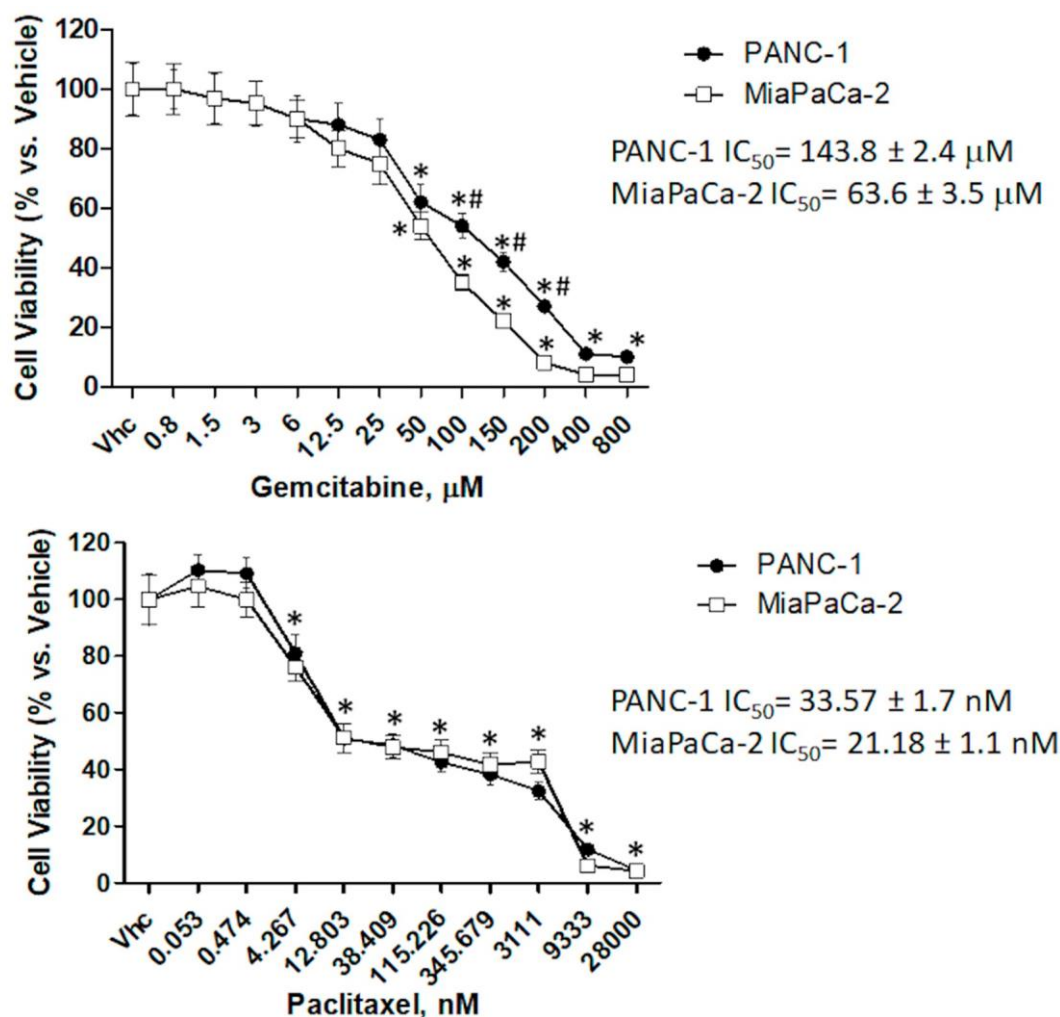 120
100
80
60
40
20
0
Cell Viability (% vs. Vehicle)
PANC-1
MiaPaCa-2
PANC-1 IC50= 143.8 ± 2.4 μM
MiaPaCa-2 IC50= 63.6 ± 3.5 μM
*
*#
*#
*#
*
*
*
*
*
*
Vhc 0.8 1.5 3 6 12.5 25 50 100 150 200 400 800
Gemcitabine, μM
120
100
80
60
40
20
0
Cell Viability (% vs. Vehicle)
PANC-1
MiaPaCa-2
PANC-1 IC50= 33.57 ± 1.7 nM
MiaPaCa-2 IC50= 21.18 ± 1.1 nM
*
*
*
*
*
*
*
*
Vhc 0.053 0.474 4.267 12.803 38.409 115.226 345.679 3111 9333 28000
Paclitaxel, nM